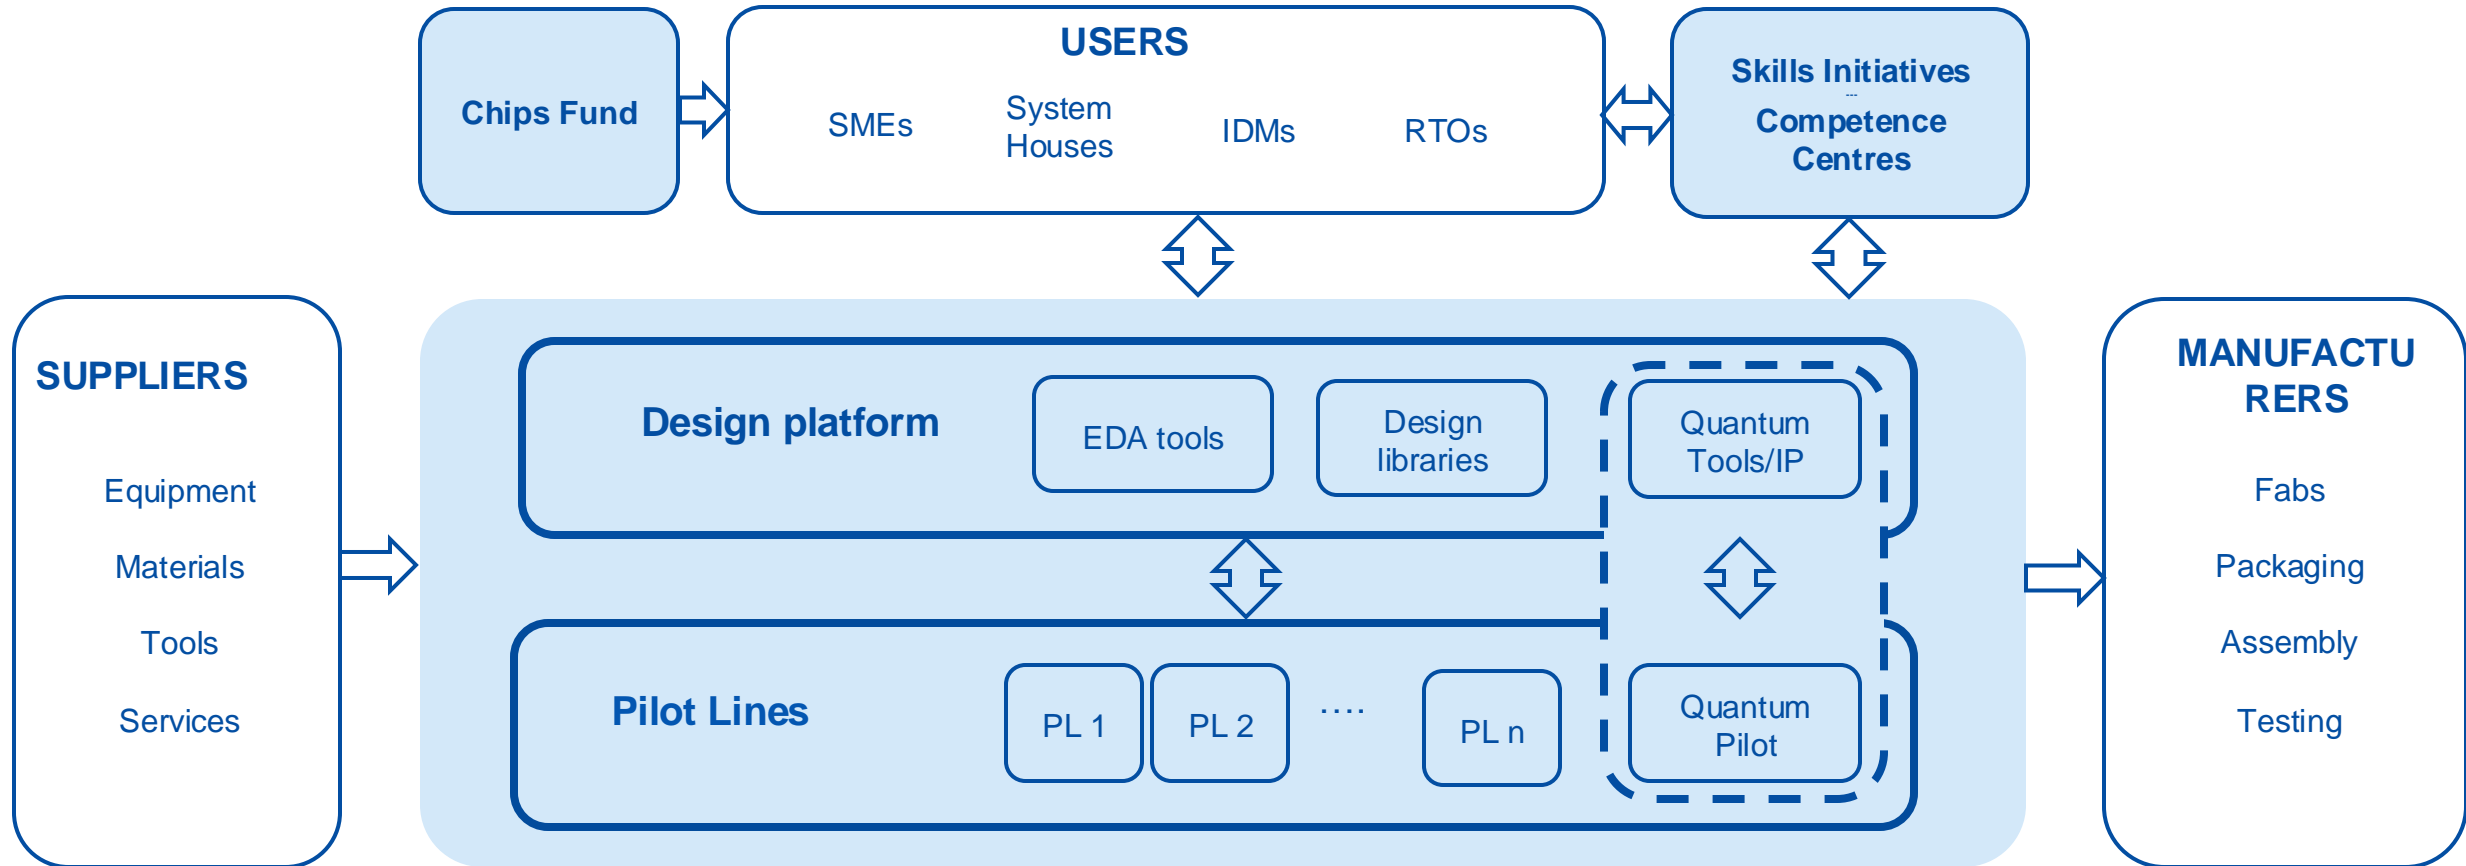 Chips Fund
USERS
SMEs
System
Houses
IDMs
RTOs
Skills Initiatives
---
Competence
Centres
SUPPLIERS
Equipment
Materials
Tools
Services
Design platform
EDA tools
Design
libraries
Quantum
Tools/IP
Pilot Lines
PL 1
PL 2
....
PL n
Quantum
Pilot
MANUFACTU
RERS
Fabs
Packaging
Assembly
Testing